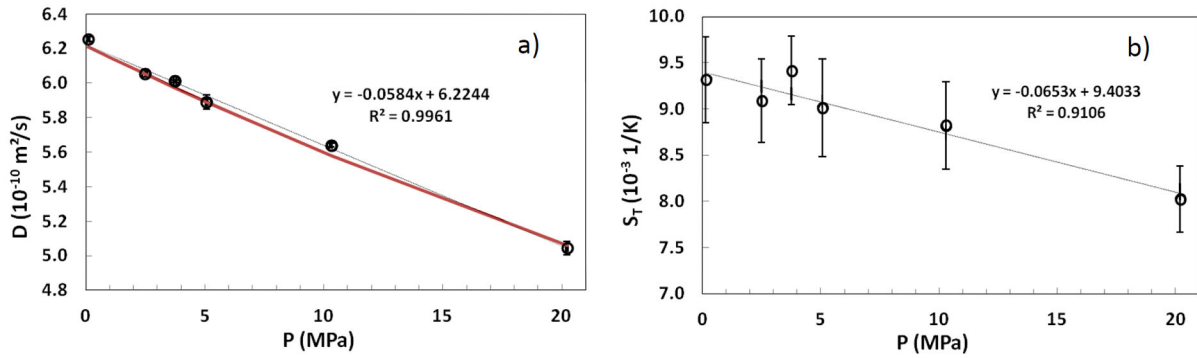 6.4
6.2
6.0
5.8
5.6
5.4
5.2
5.0
4.8
D (10⁻¹⁰ m²/s)
a)
y = -0.0584x + 6.2244
R² = 0.9961
0 5 10 15 20
P (MPa)
10.0
9.5
9.0
8.5
8.0
7.5
7.0
S_T (10⁻³ 1/K)
b)
y = -0.0653x + 9.4033
R² = 0.9106
0 5 10 15 20
P (MPa)